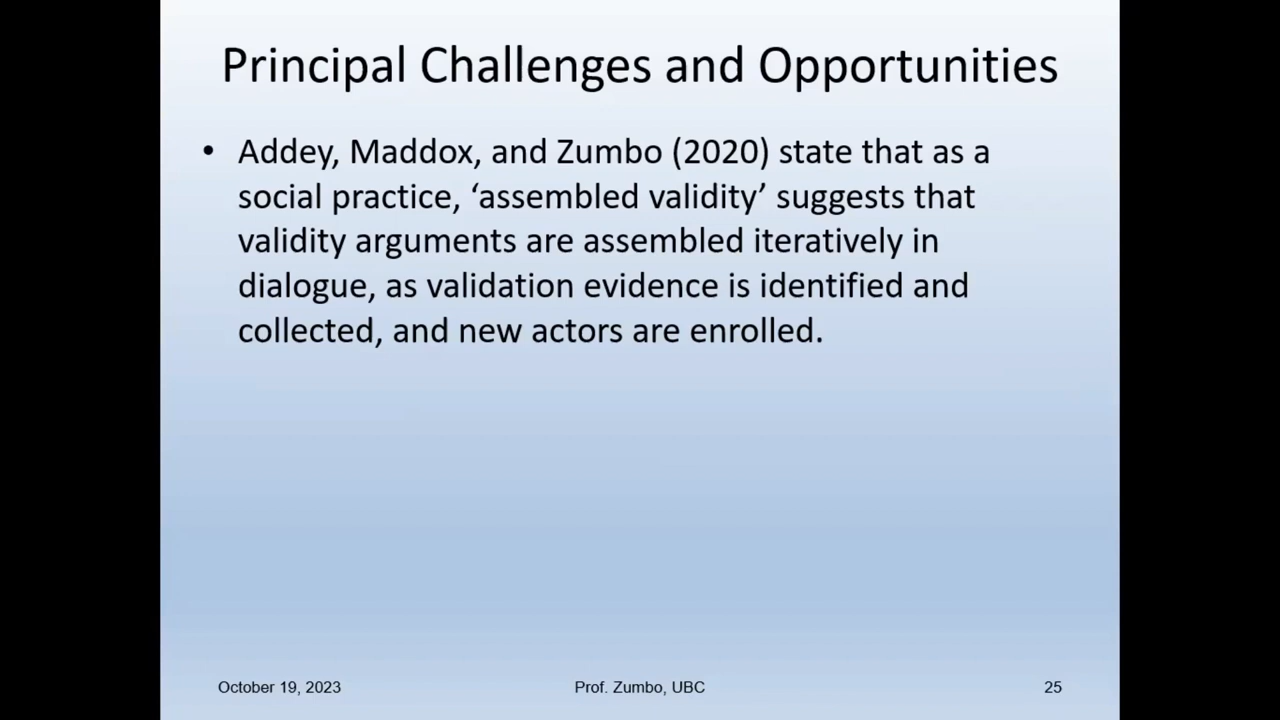 Principal Challenges and Opportunities
• Addey, Maddox, and Zumbo (2020) state that as a
social practice, ‘assembled validity’ suggests that
validity arguments are assembled iteratively in
dialogue, as validation evidence is identified and
collected, and new actors are enrolled.
October 19, 2023
Prof. Zumbo, UBC
25